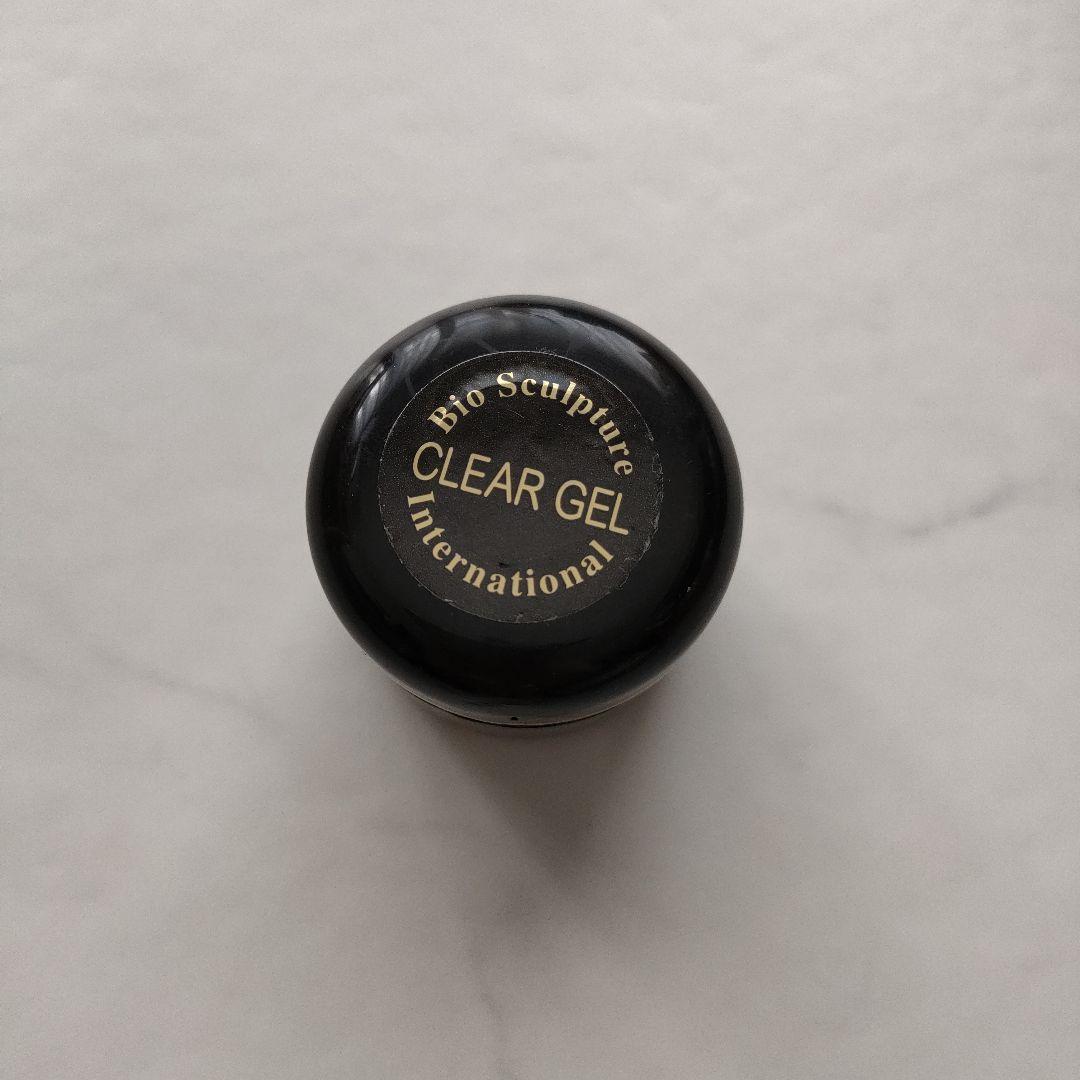 Bio Sculpture
CLEAR GEL
International